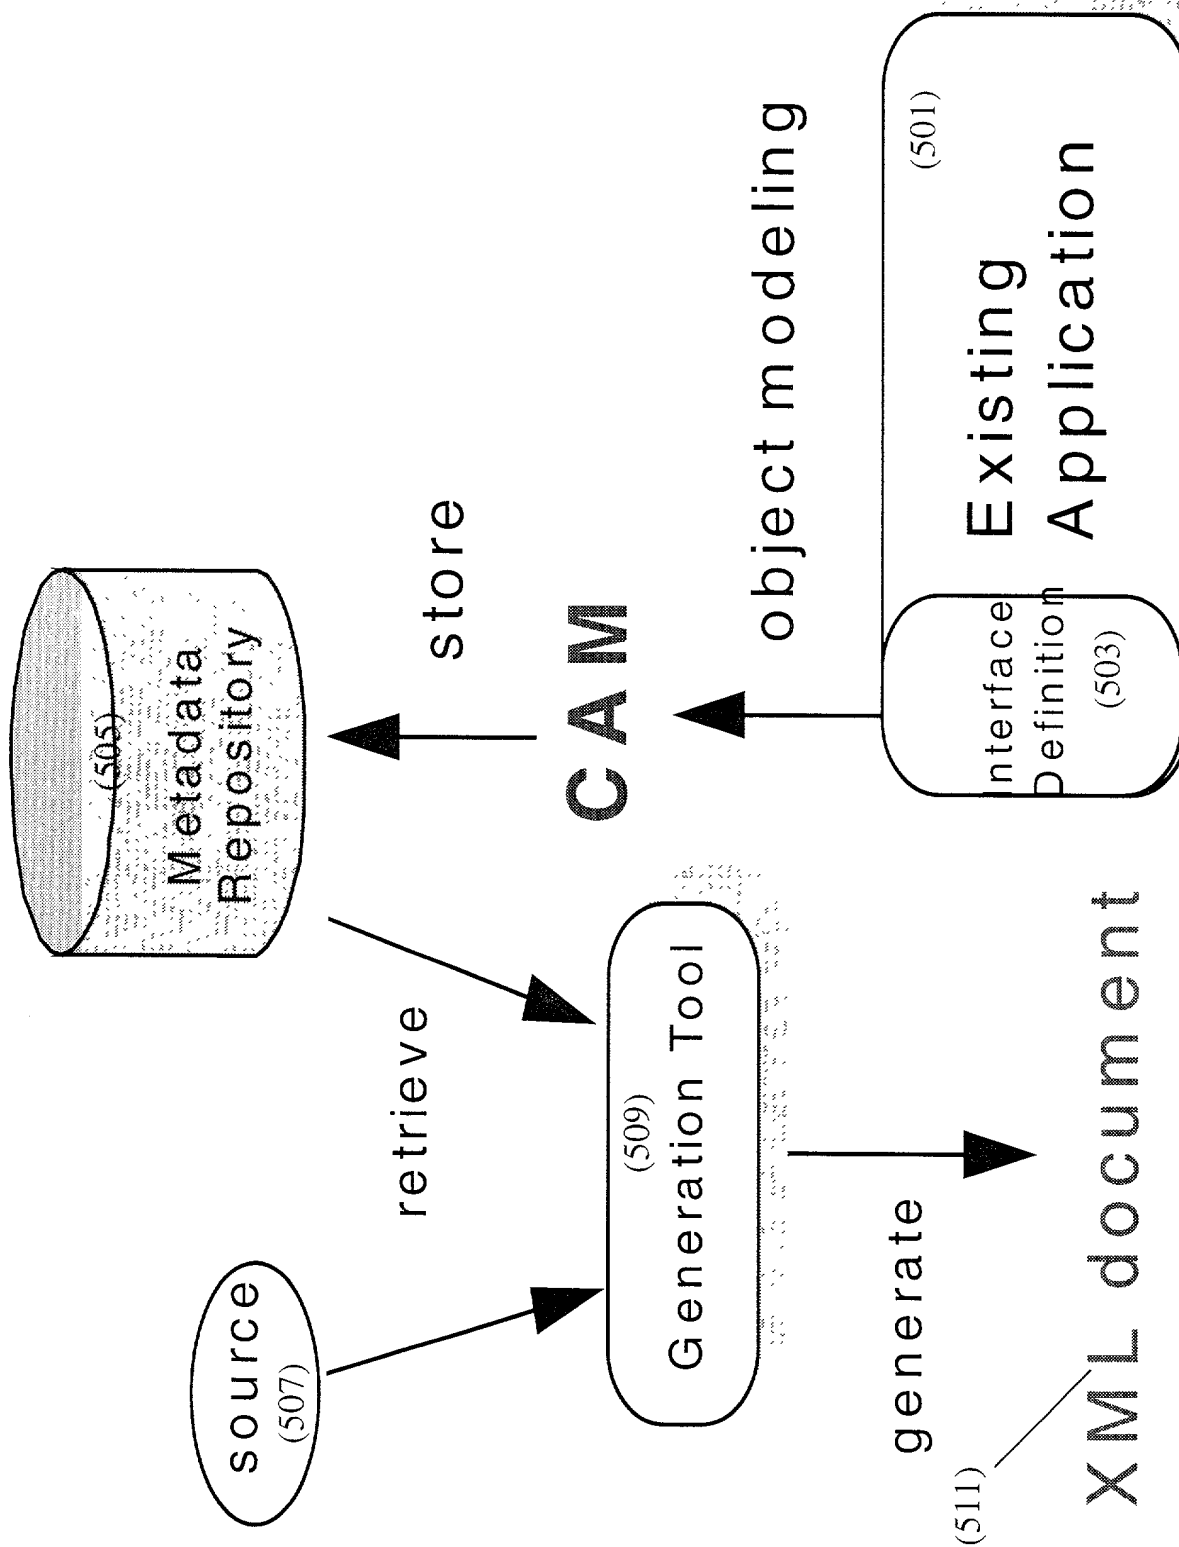 source
(507)
retrieve
(505)
Metadata
Repository
store
(509)
Generation Tool
CAM
generate
object modeling
(511)
XML document
Interface
Definition
(503)
(501)
Existing
Application